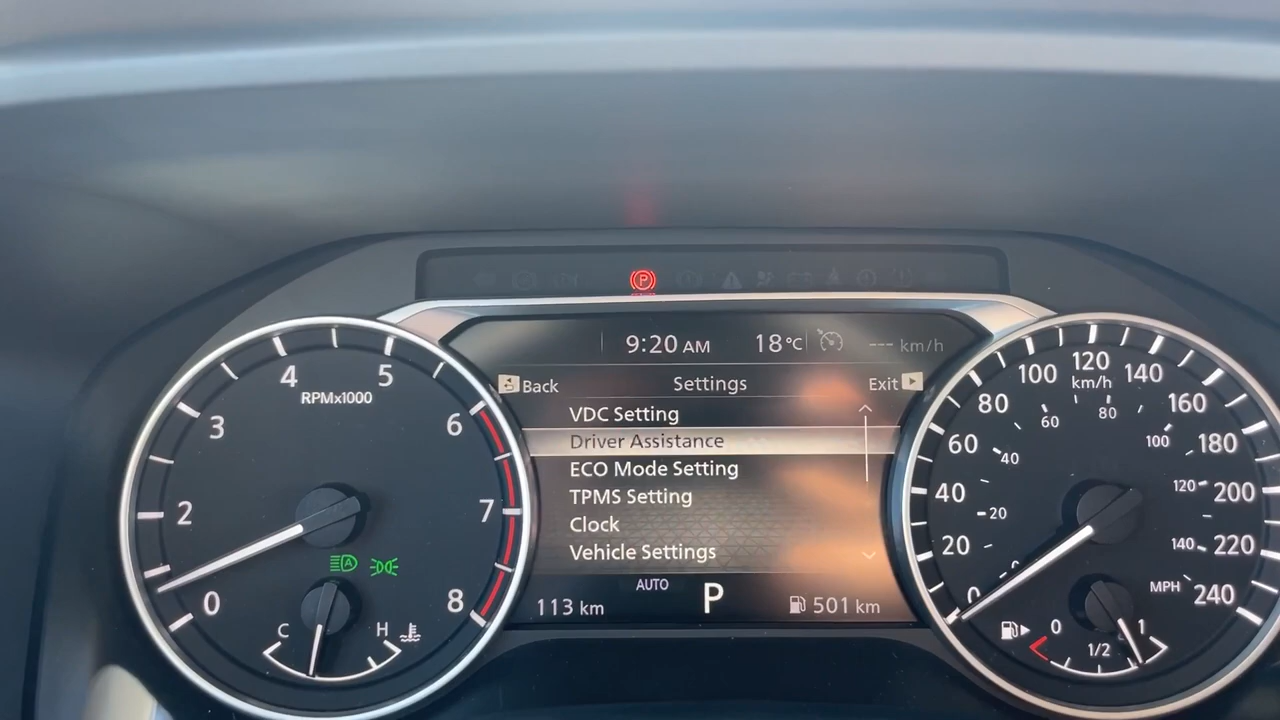 9:20 AM 18°C --- km/h
Back Settings Exit
VDC Setting
Driver Assistance
ECO Mode Setting
TPMS Setting
Clock
Vehicle Settings
AUTO
P
113 km 501 km
0 2 3 4 5 6 7 8
RPMx1000
C H
A
P
0 20 40 60 80 100 120 140 160 180 200 220 240
km/h
0 20 40 60 80 100 120 140
MPH
0 1/2 1